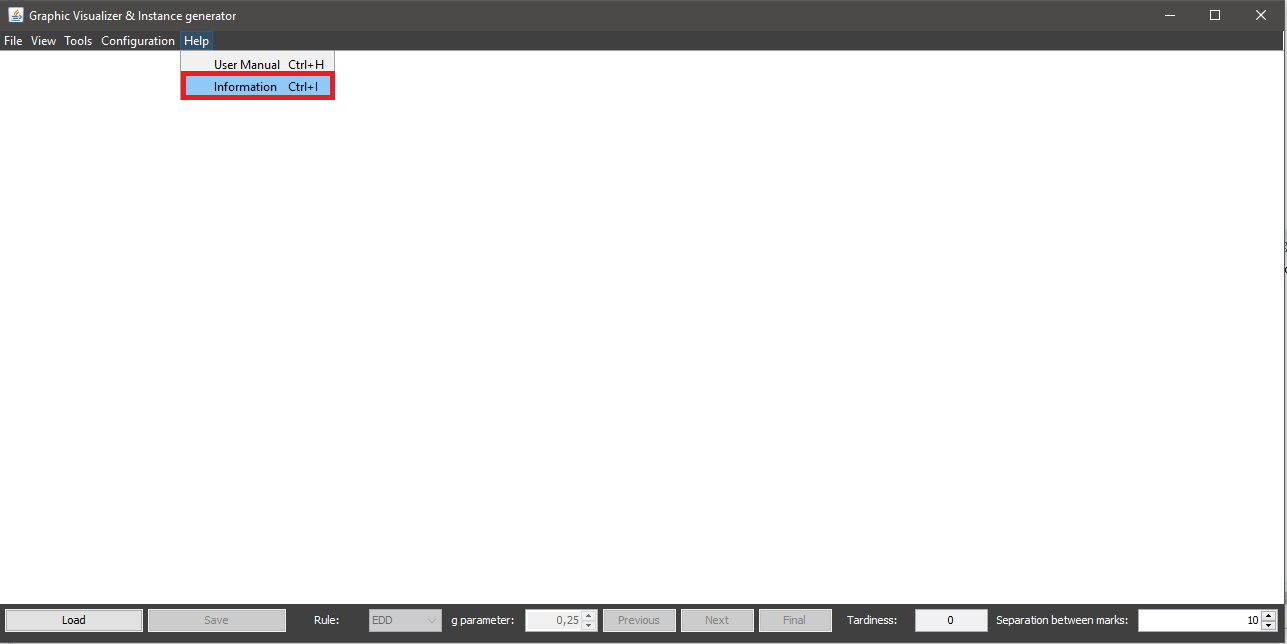 Graphic Visualizer & Instance generator
File View Tools Configuration Help
User Manual Ctrl+H
Information Ctrl+I
Load Save Rule: EDD g parameter: 0,25 Previous Next Final Tardiness: 0 Separation between marks: 10